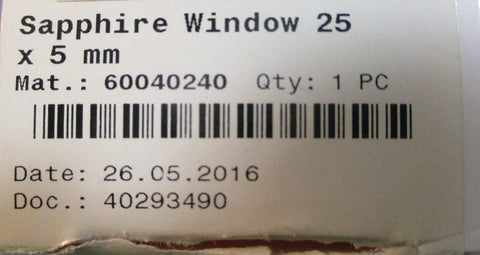 Sapphire Window 25
x 5 mm
Mat.: 60040240 Qty: 1 PC
Date: 26.05.2016
Doc.: 40293490